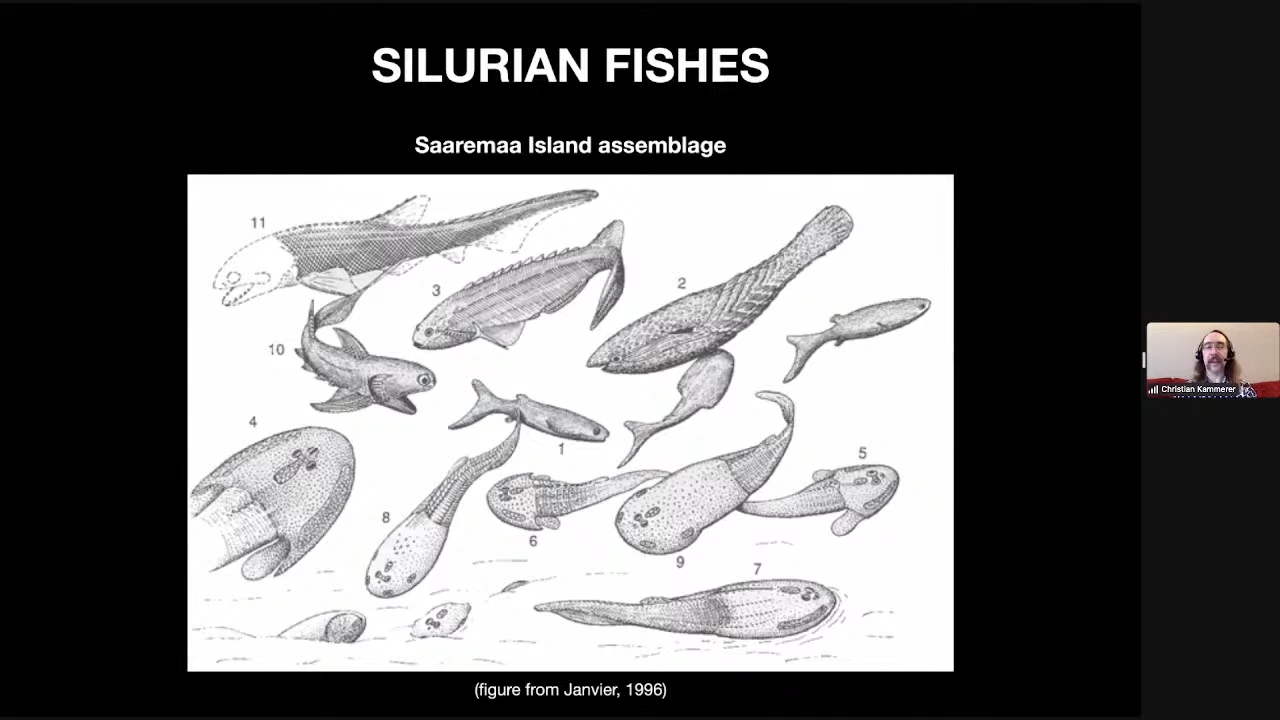 SILURIAN FISHES
Saaremaa Island assemblage
11
3
2
10
4
1
5
8
6
9
7
(figure from Janvier, 1996)
Christian Kammerer